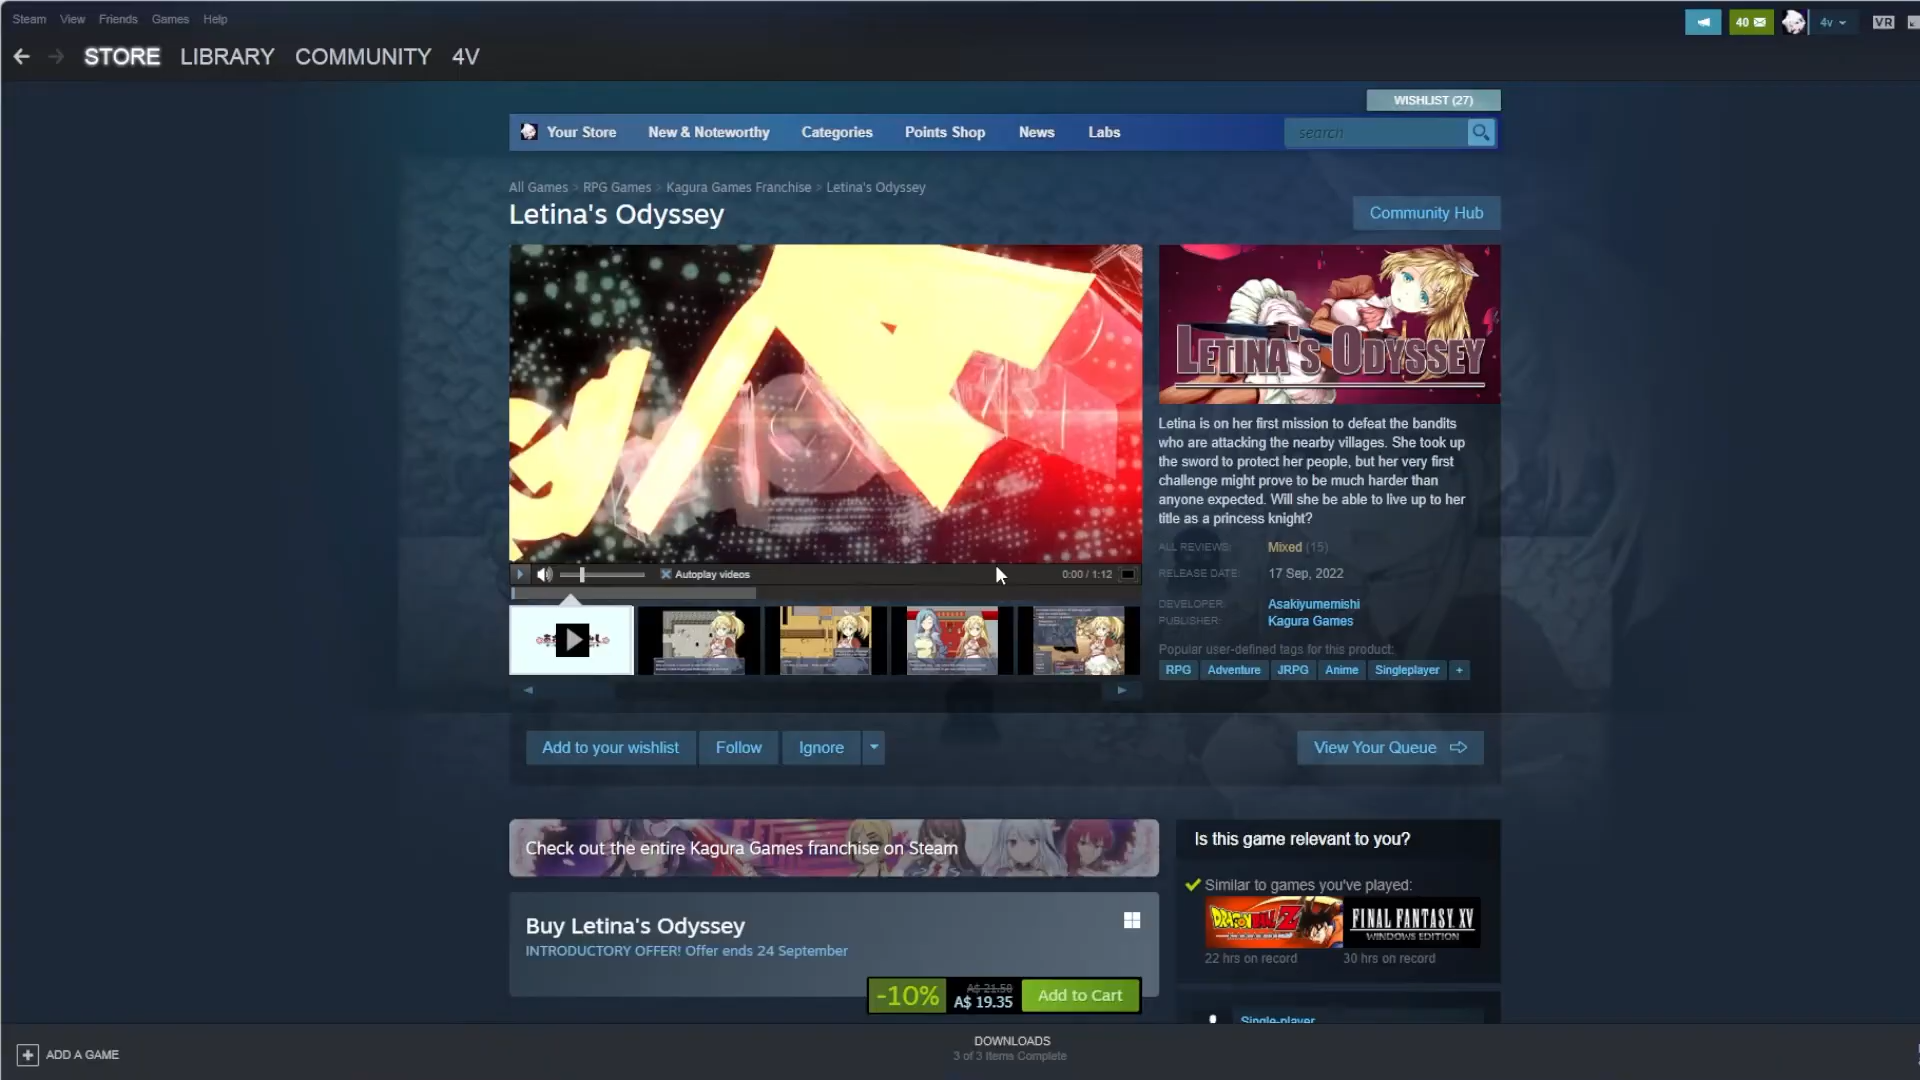 Steam View Friends Games Help
40 4v VR
STORE LIBRARY COMMUNITY 4V
WISHLIST (27)
Your Store New & Noteworthy Categories Points Shop News Labs search
All Games > RPG Games > Kagura Games Franchise > Letina's Odyssey
Letina's Odyssey
Community Hub
LETINA'S ODYSSEY
Letina is on her first mission to defeat the bandits
who are attacking the nearby villages. She took up
the sword to protect her people, but her very first
challenge might prove to be much harder than
anyone expected. Will she be able to live up to her
title as a princess knight?
ALL REVIEWS: Mixed (15)
RELEASE DATE: 17 Sep, 2022
DEVELOPER: Asakiyumemishi
PUBLISHER: Kagura Games
Popular user-defined tags for this product:
RPG Adventure JRPG Anime Singleplayer +
Autoplay videos 0:00 / 1:12
Add to your wishlist Follow Ignore View Your Queue
Check out the entire Kagura Games franchise on Steam
Is this game relevant to you?
Similar to games you've played:
DRAGON BALL Z
FINAL FANTASY XV
WINDOWS EDITION
22 hrs on record 30 hrs on record
Buy Letina's Odyssey
INTRODUCTORY OFFER! Offer ends 24 September
-10% A$ 21.50 A$ 19.35 Add to Cart
Single-player
ADD A GAME
DOWNLOADS
3 of 3 Items Complete